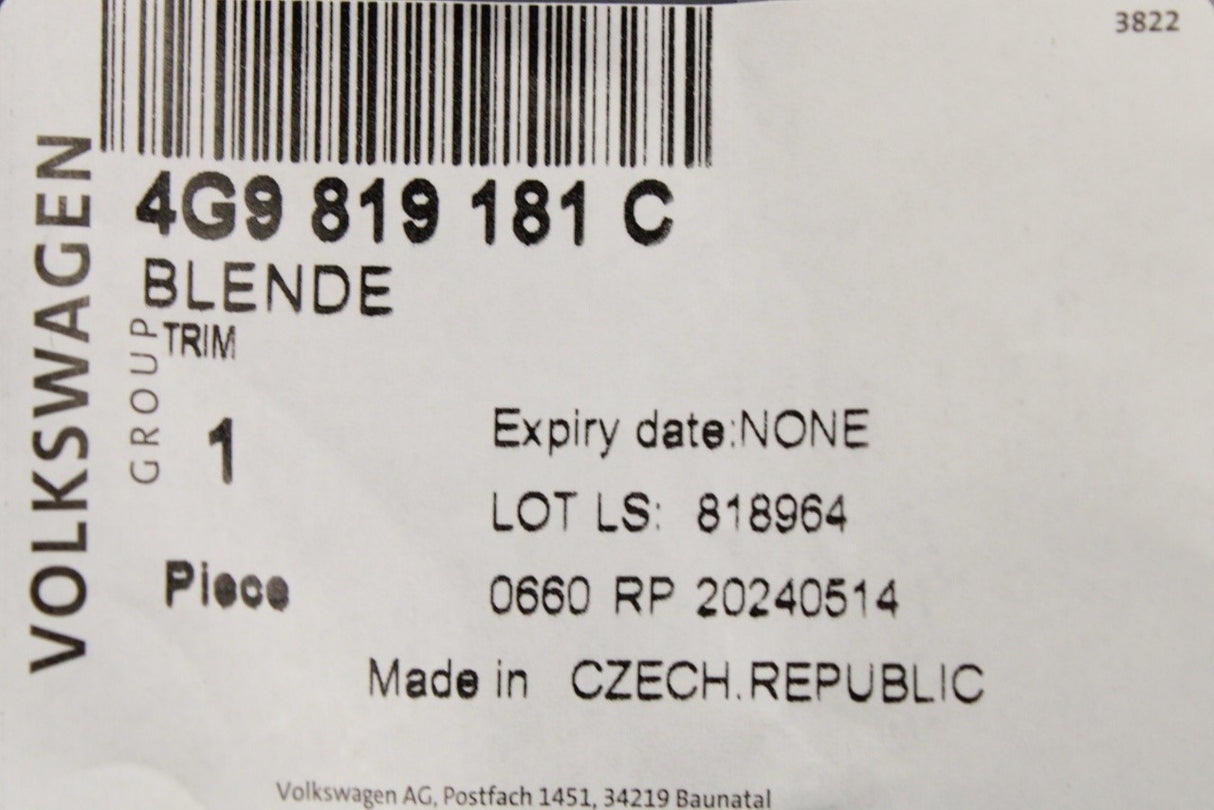 3822
4G9 819 181 C
BLENDE
TRIM
VOLKSWAGEN
GROUP
1
Expiry date:NONE
LOT LS: 818964
Piece
0660 RP 20240514
Made in CZECH.REPUBLIC
Volkswagen AG, Postfach 1451, 34219 Baunatal